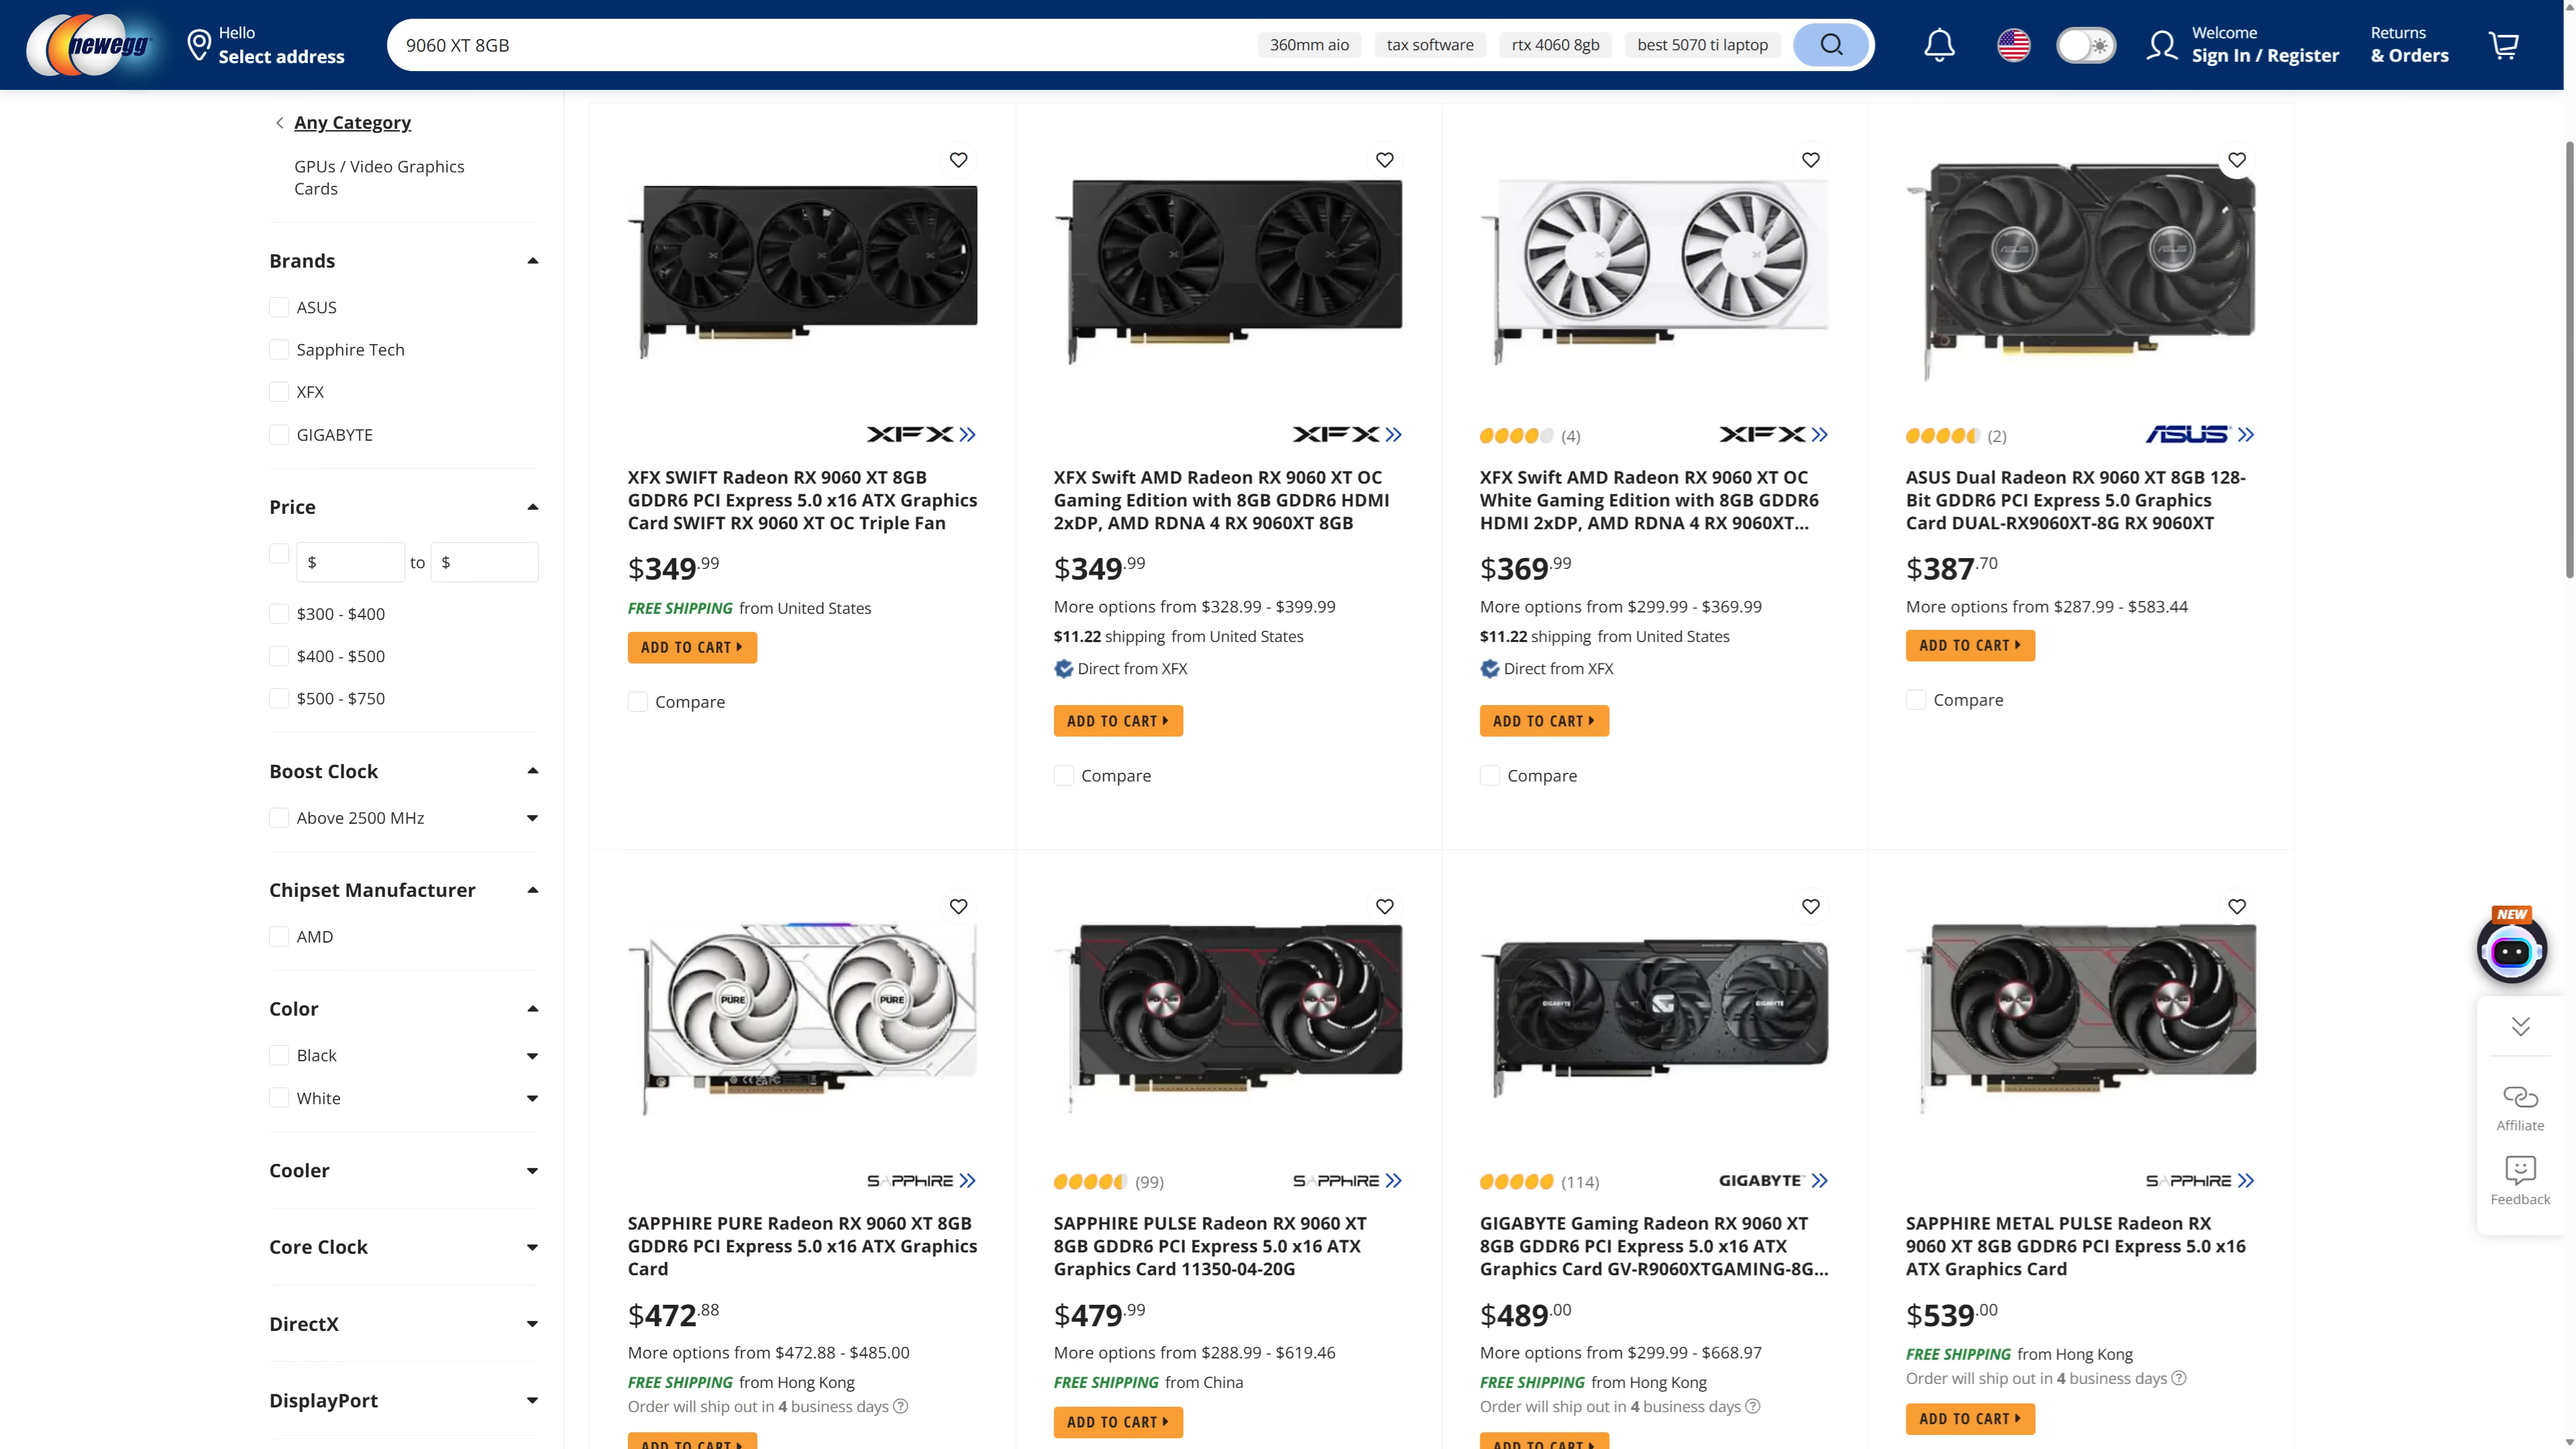 newegg
Hello
Select address
9060 XT 8GB
360mm aio
tax software
rtx 4060 8gb
best 5070 ti laptop
Welcome
Sign In / Register
Returns
& Orders
Any Category
GPUs / Video Graphics
Cards
Brands
ASUS
Sapphire Tech
XFX
GIGABYTE
Price
$ to $
$300 - $400
$400 - $500
$500 - $750
Boost Clock
Above 2500 MHz
Chipset Manufacturer
AMD
Color
Black
White
Cooler
Core Clock
DirectX
DisplayPort
XFX
XFX SWIFT Radeon RX 9060 XT 8GB
GDDR6 PCI Express 5.0 x16 ATX Graphics
Card SWIFT RX 9060 XT OC Triple Fan
$349.99
FREE SHIPPING from United States
ADD TO CART
Compare
XFX
XFX Swift AMD Radeon RX 9060 XT OC
Gaming Edition with 8GB GDDR6 HDMI
2xDP, AMD RDNA 4 RX 9060XT 8GB
$349.99
More options from $328.99 - $399.99
$11.22 shipping from United States
Direct from XFX
ADD TO CART
Compare
(4) XFX
XFX Swift AMD Radeon RX 9060 XT OC
White Gaming Edition with 8GB GDDR6
HDMI 2xDP, AMD RDNA 4 RX 9060XT...
$369.99
More options from $299.99 - $369.99
$11.22 shipping from United States
Direct from XFX
ADD TO CART
Compare
(2) ASUS
ASUS Dual Radeon RX 9060 XT 8GB 128-
Bit GDDR6 PCI Express 5.0 Graphics
Card DUAL-RX9060XT-8G RX 9060XT
$387.70
More options from $287.99 - $583.44
ADD TO CART
Compare
PURE PURE
SAPPHIRE
SAPPHIRE PURE Radeon RX 9060 XT 8GB
GDDR6 PCI Express 5.0 x16 ATX Graphics
Card
$472.88
More options from $472.88 - $485.00
FREE SHIPPING from Hong Kong
Order will ship out in 4 business days
ADD TO CART
(99) SAPPHIRE
SAPPHIRE PULSE Radeon RX 9060 XT
8GB GDDR6 PCI Express 5.0 x16 ATX
Graphics Card 11350-04-20G
$479.99
More options from $288.99 - $619.46
FREE SHIPPING from China
ADD TO CART
GIGABYTE GIGABYTE
(114) GIGABYTE
GIGABYTE Gaming Radeon RX 9060 XT
8GB GDDR6 PCI Express 5.0 x16 ATX
Graphics Card GV-R9060XTGAMING-8G...
$489.00
More options from $299.99 - $668.97
FREE SHIPPING from Hong Kong
Order will ship out in 4 business days
ADD TO CART
SAPPHIRE
SAPPHIRE METAL PULSE Radeon RX
9060 XT 8GB GDDR6 PCI Express 5.0 x16
ATX Graphics Card
$539.00
FREE SHIPPING from Hong Kong
Order will ship out in 4 business days
ADD TO CART
NEW
Affiliate
Feedback